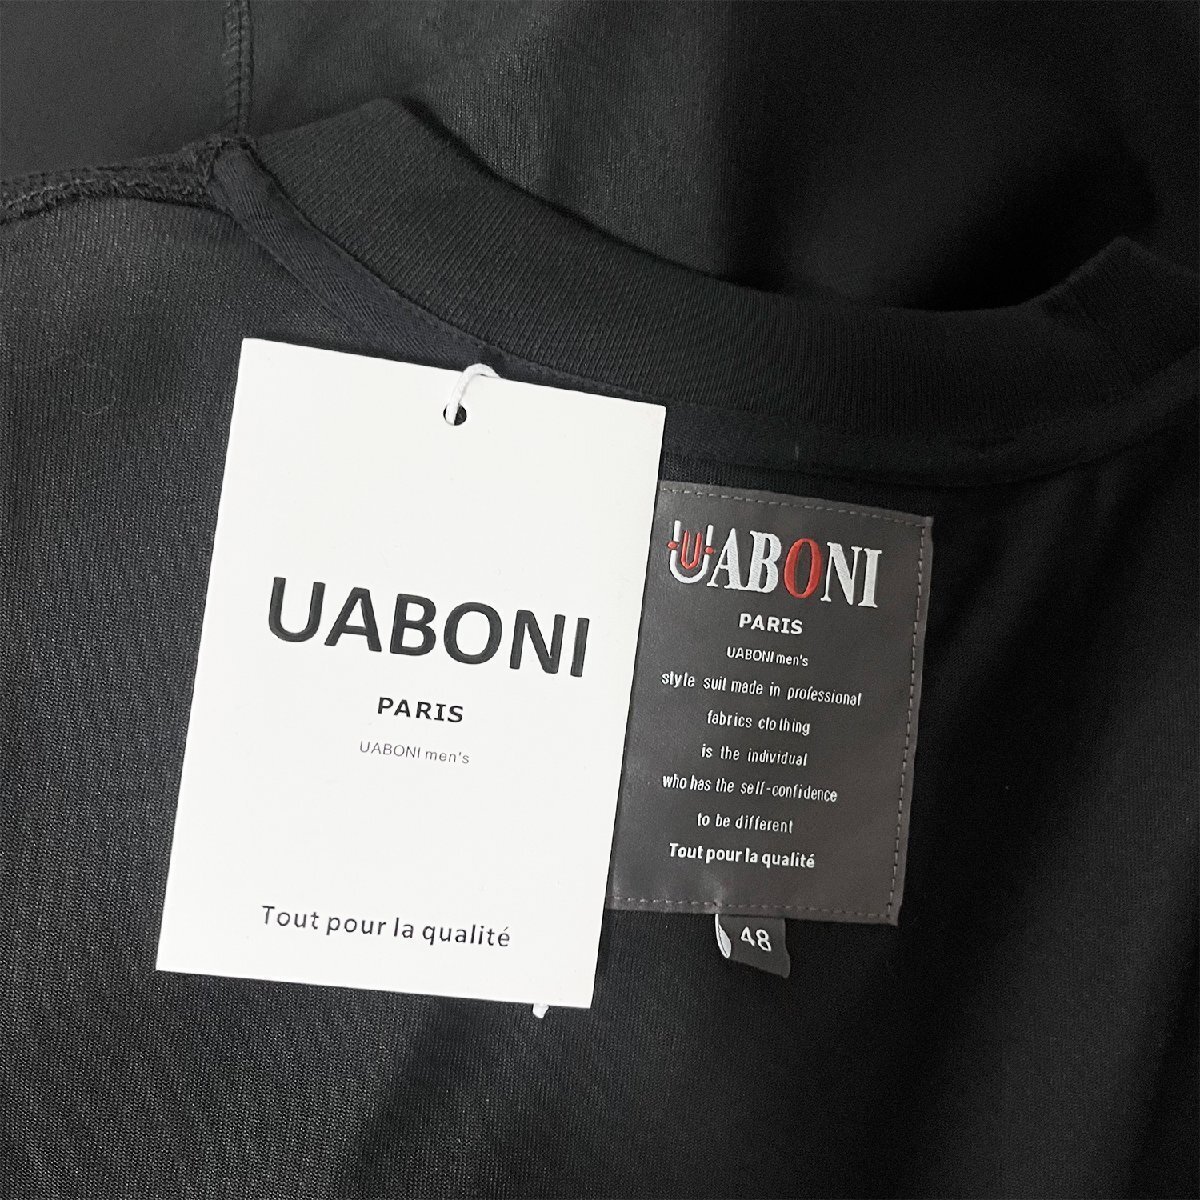 UABONI
PARIS
UABONI men's
Tout pour la qualité
UABONI
PARIS
UABONI men's
style suit made in professional
fabrics clothing
is the individual
who has the self-confidence
to be different
Tout pour la qualité
48